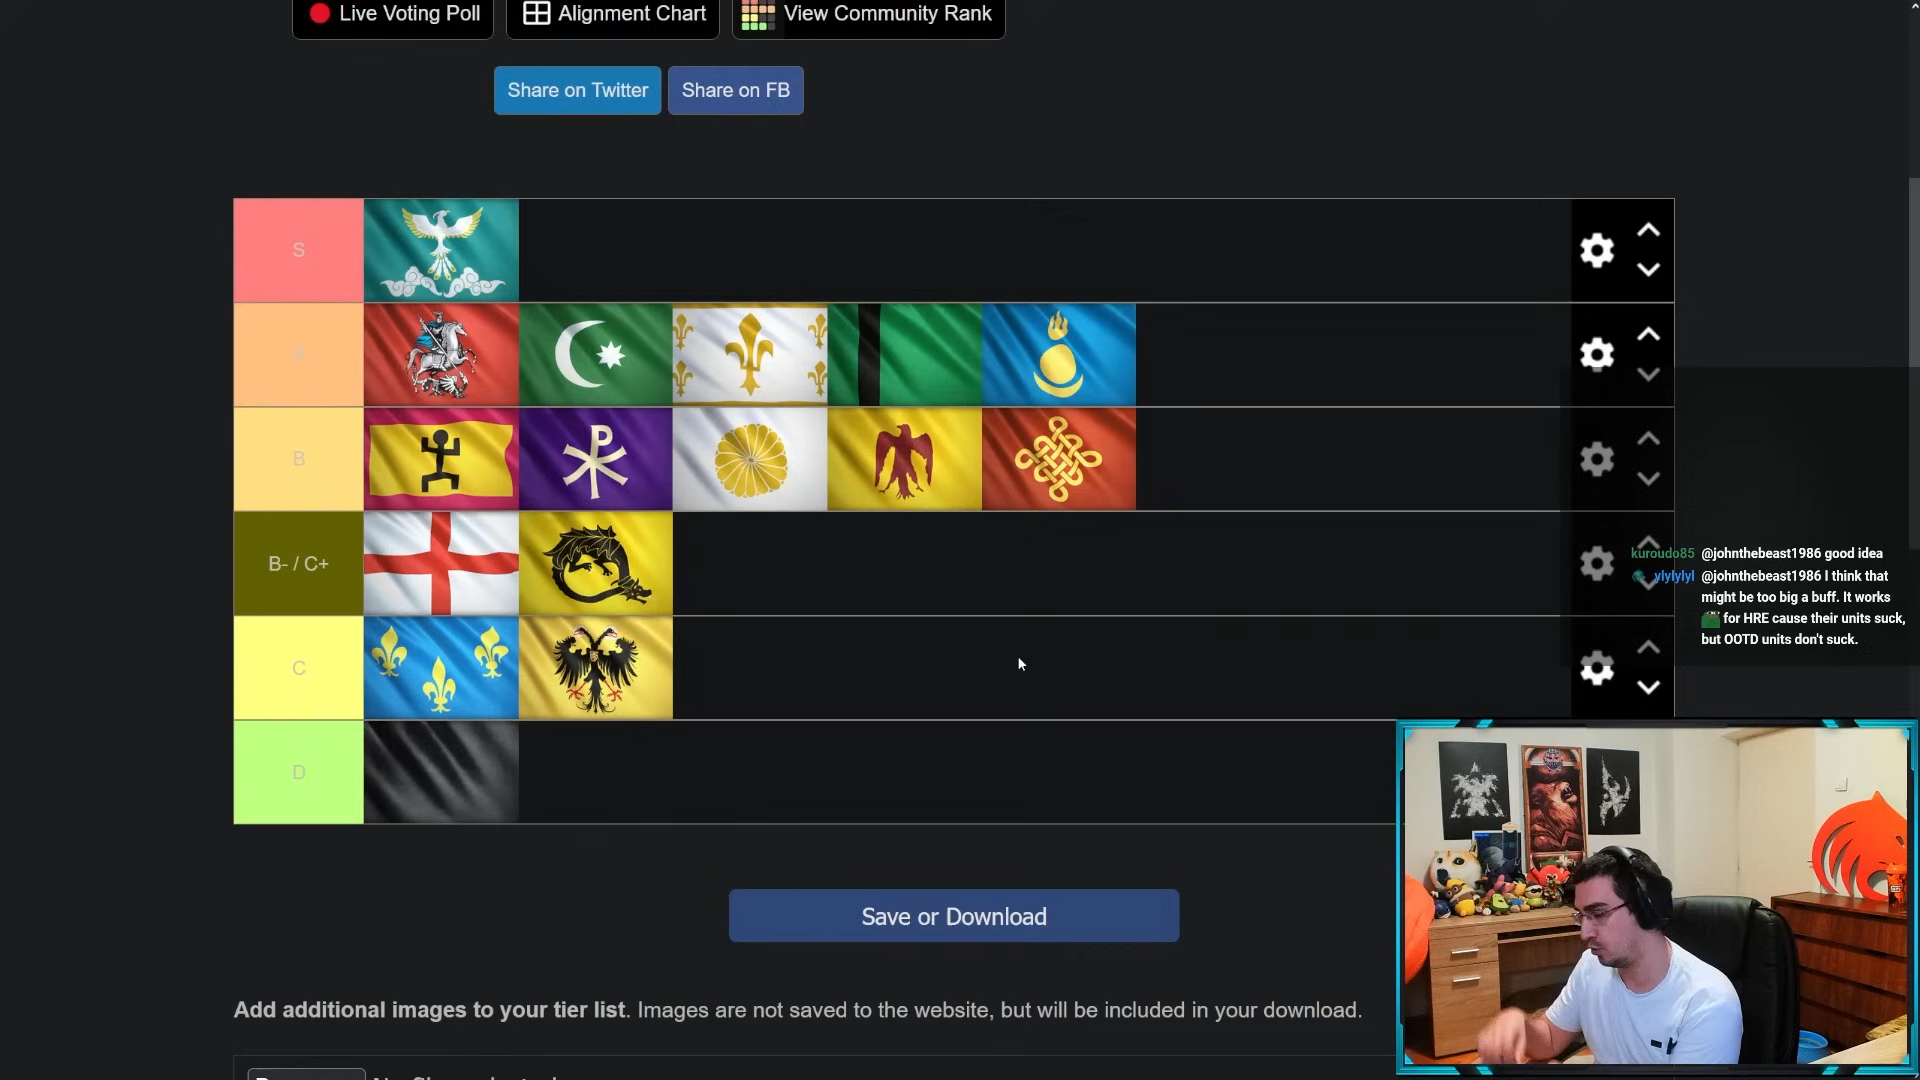 Live Voting Poll
Alignment Chart
View Community Rank
Share on Twitter
Share on FB
S
B
B- / C+
C
D
kuroudo85 @johnthebeast1986 good idea
ylylylyl @johnthebeast1986 I think that
might be too big a buff. It works
for HRE cause their units suck,
but OOTD units don't suck.
Save or Download
Add additional images to your tier list. Images are not saved to the website, but will be included in your download.